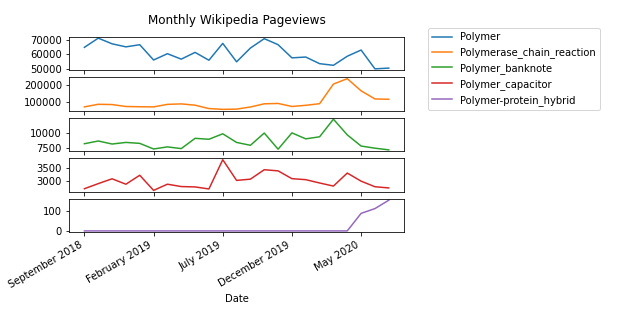 Monthly Wikipedia Pageviews
Polymer
Polymerase_chain_reaction
Polymer_banknote
Polymer_capacitor
Polymer-protein_hybrid
70000
60000
50000
200000
100000
10000
7500
3500
3000
100
0
September 2018
February 2019
July 2019
December 2019
May 2020
Date